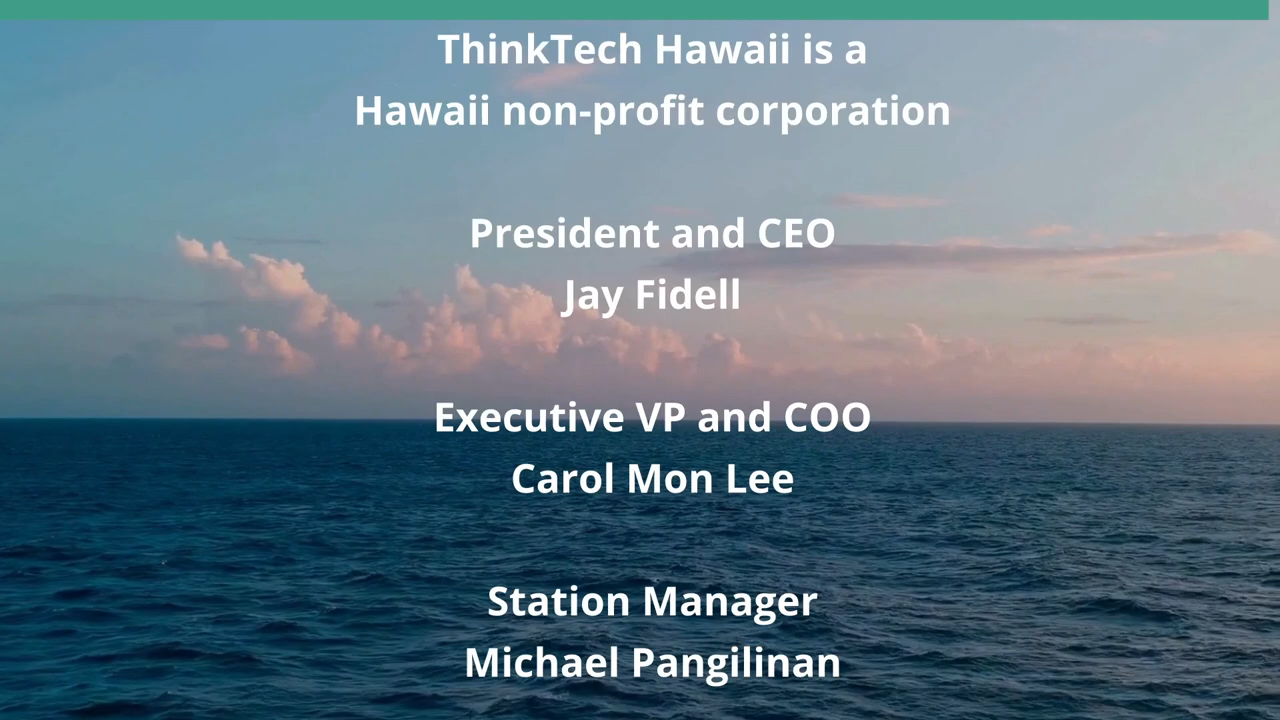 ThinkTech Hawaii is a
Hawaii non-profit corporation
President and CEO
Jay Fidell
Executive VP and COO
Carol Mon Lee
Station Manager
Michael Pangilinan